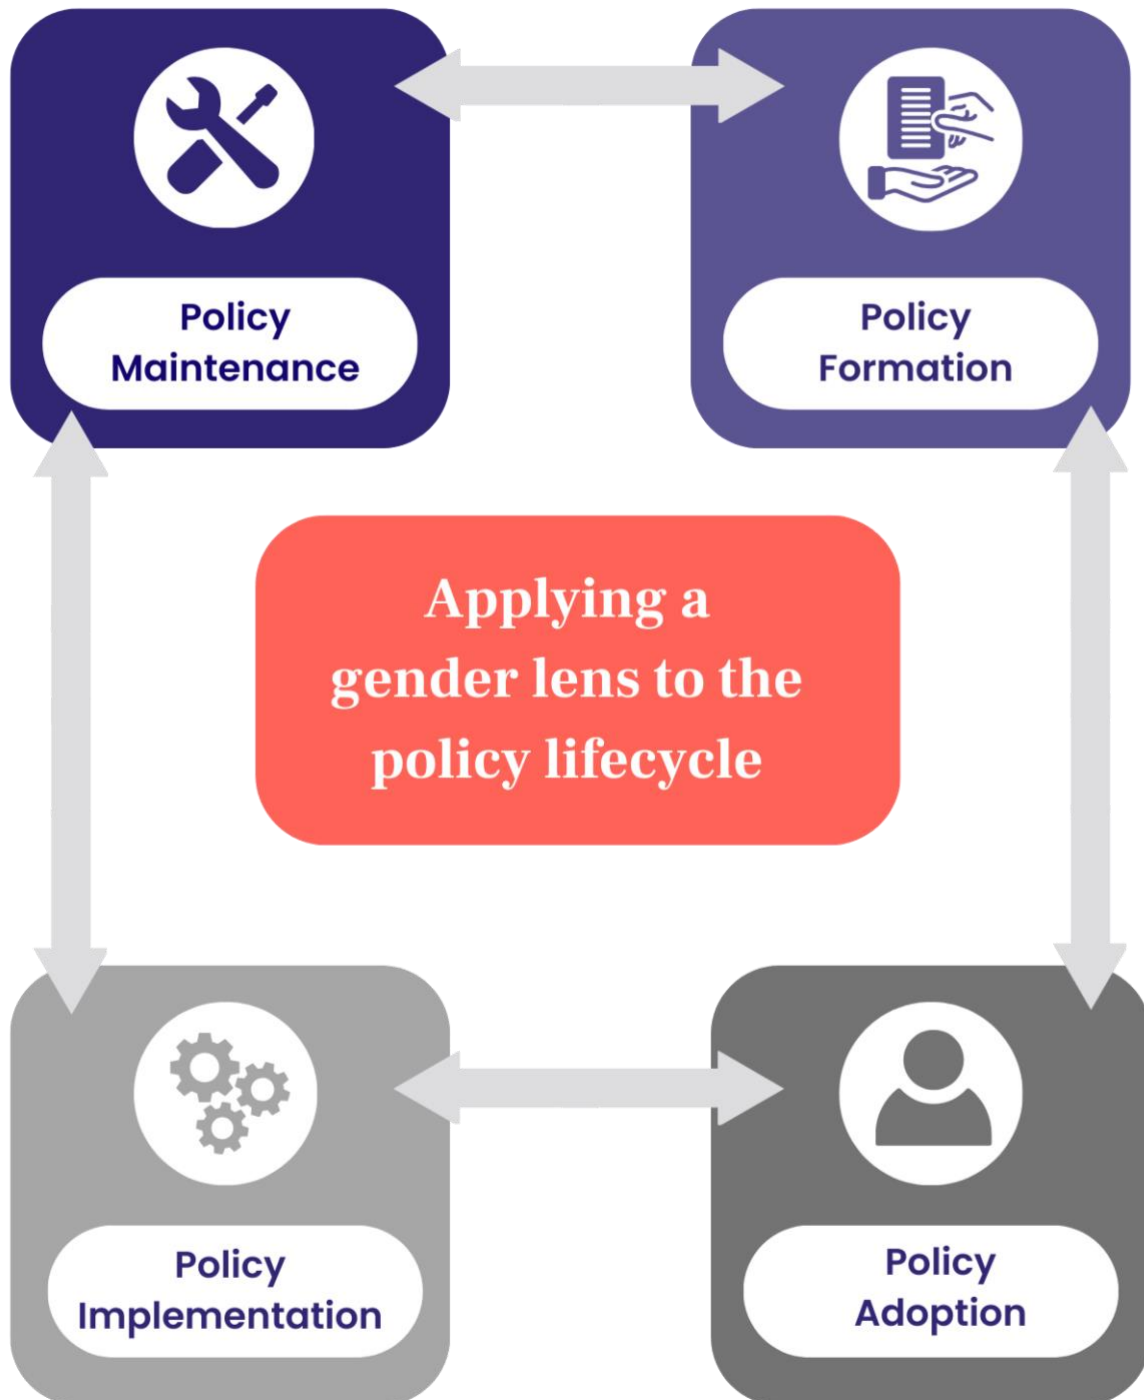 Policy
Maintenance
Policy
Formation
Applying a
gender lens to the
policy lifecycle
Policy
Implementation
Policy
Adoption